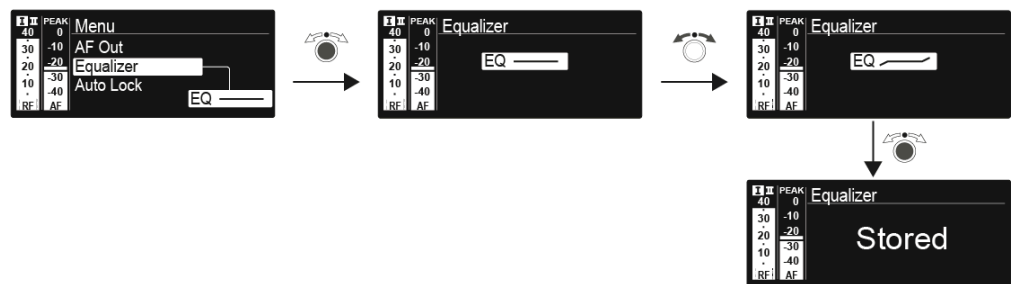 I II PEAK Menu
40 0
30 -10 AF Out
20 -20 Equalizer
10 -30 Auto Lock
-40 EQ
RF AF
I II PEAK Equalizer
40 0
30 -10
20 -20 EQ
10 -30
-40
RF AF
I II PEAK Equalizer
40 0
30 -10
20 -20 EQ
10 -30
-40
RF AF
I II PEAK Equalizer
40 0
30 -10
20 -20 Stored
10 -30
-40
RF AF